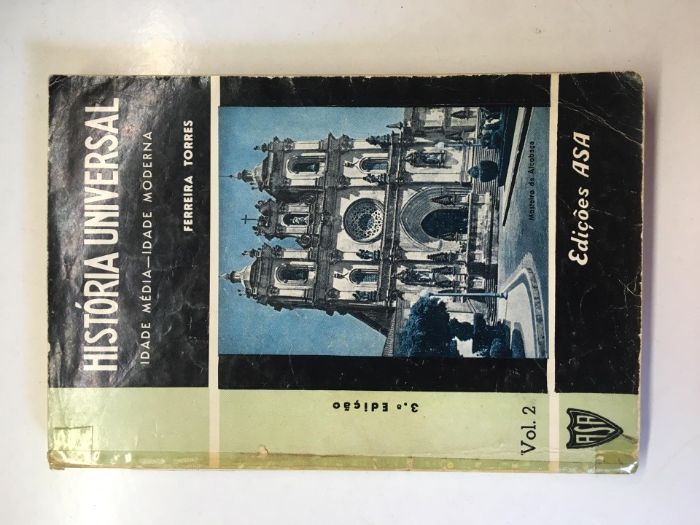 HISTÓRIA UNIVERSAL
IDADE MÉDIA—IDADE MODERNA
FERREIRA TORRES
Mosteiro de Alcobaça
3.ª Edição
Vol. 2
Edições ASA
ASA